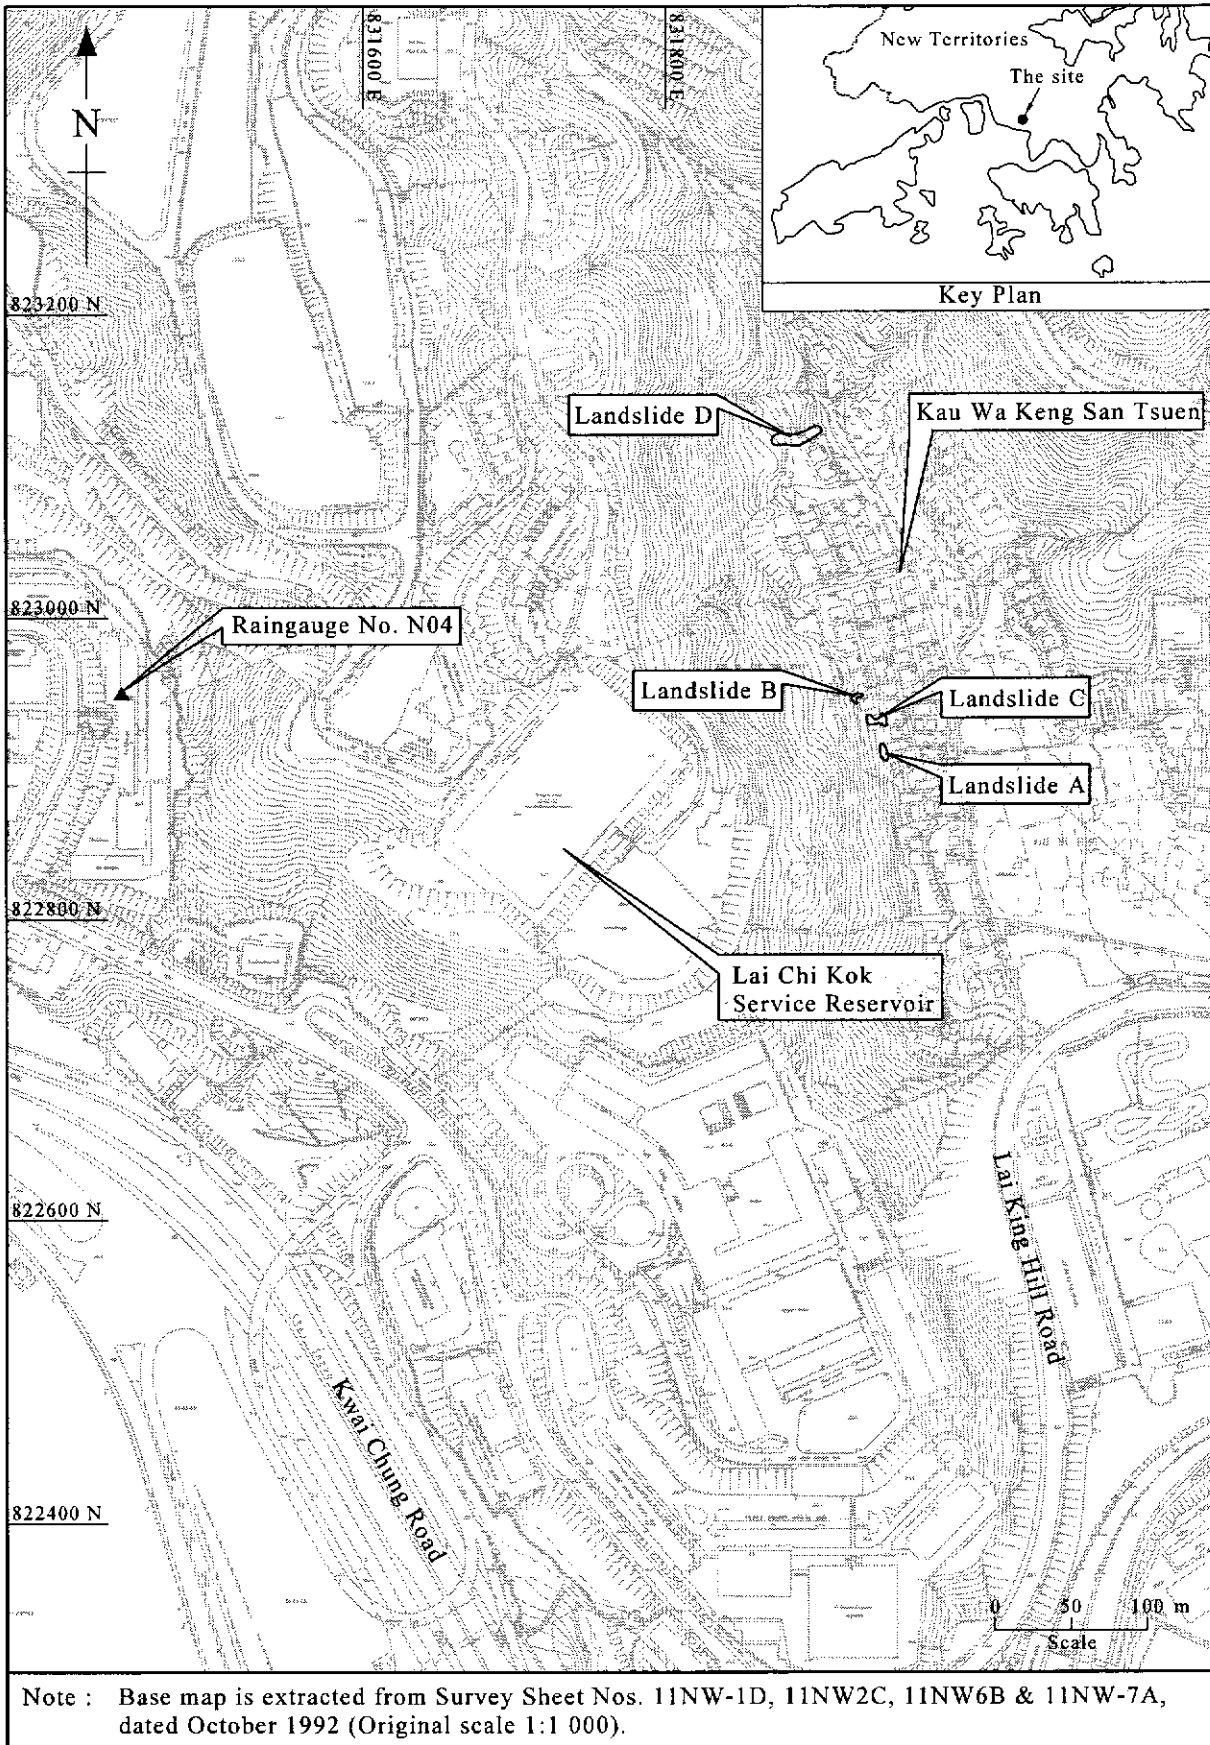 831600 E
831800 E
N
New Territories
The site
Key Plan
823200 N
Landslide D
Kau Wa Keng San Tsuen
823000 N
Raingauge No. N04
Landslide B
Landslide C
Landslide A
822800 N
Lai Chi Kok
Service Reservoir
822600 N
Lai King Hill Road
Kwai Chung Road
822400 N
0 50 100 m
Scale
Note : Base map is extracted from Survey Sheet Nos. 11NW-1D, 11NW2C, 11NW6B & 11NW-7A,
dated October 1992 (Original scale 1:1 000).